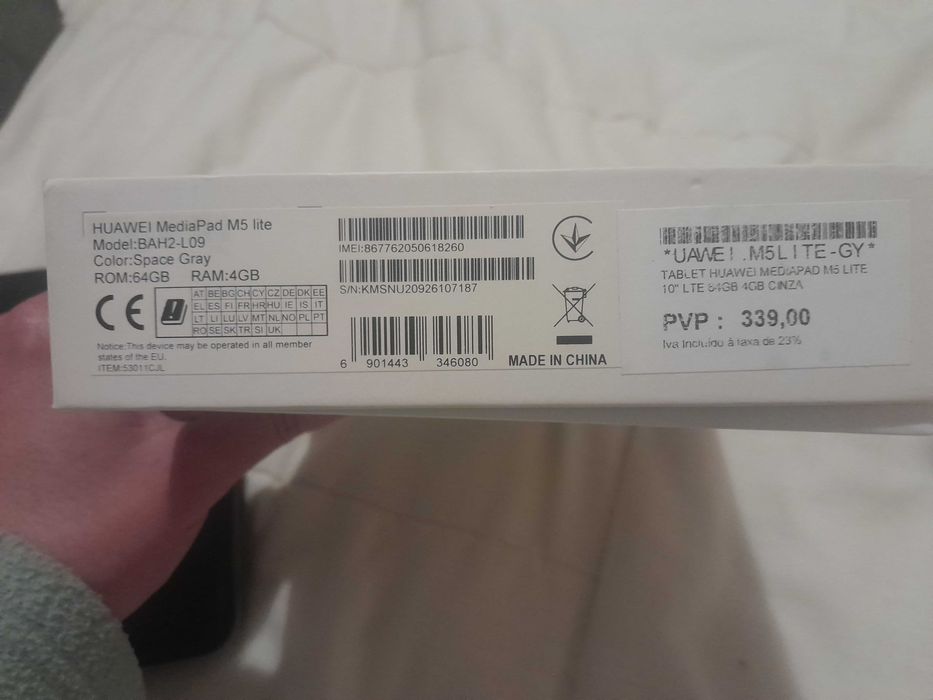 HUAWEI MediaPad M5 lite
Model:BAH2-L09
Color:Space Gray
ROM:64GB RAM:4GB
CE
AT BE BG CH CY CZ DE DK EE
EL ES FI FR HR HU IE IS IT
LT LI LU LV MT NL NO PL PT
RO SE SK TR SI UK
Notice:This device may be operated in all member
states of the EU.
ITEM:53011CJL
IMEI:867762050618260
S/N:KMSNU20926107187
6 901443 346080
MADE IN CHINA
*UAWEI.M5LITE-GY*
TABLET HUAWEI MEDIAPAD M5 LITE
10" LTE 64GB 4GB CINZA
PVP : 339,00
Iva Incluído à taxa de 23%